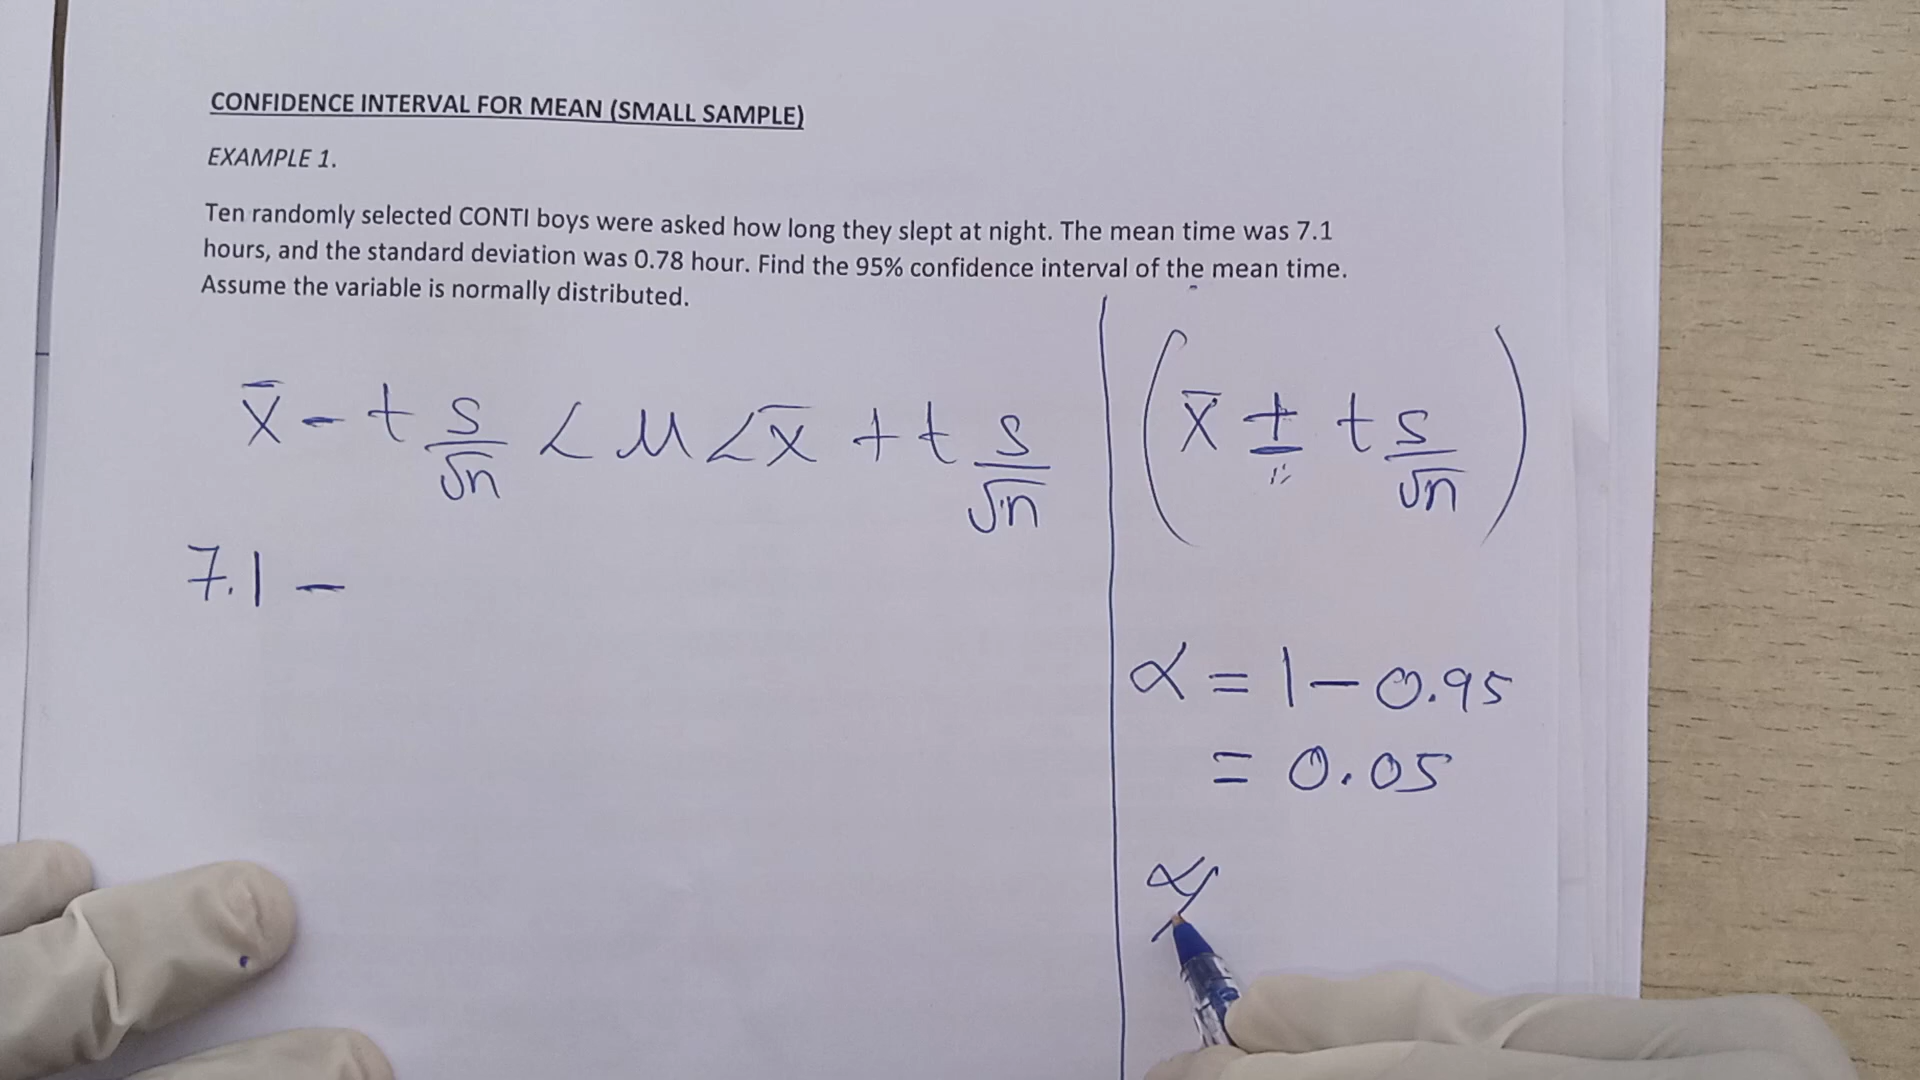 CONFIDENCE INTERVAL FOR MEAN (SMALL SAMPLE)
EXAMPLE 1.
Ten randomly selected CONTI boys were asked how long they slept at night. The mean time was 7.1
hours, and the standard deviation was 0.78 hour. Find the 95% confidence interval of the mean time.
Assume the variable is normally distributed.
x̄ - t s/√n < μ < x̄ + t s/√n
7.1 -
(x̄ ± t s/√n)
α = 1 - 0.95
= 0.05
α/